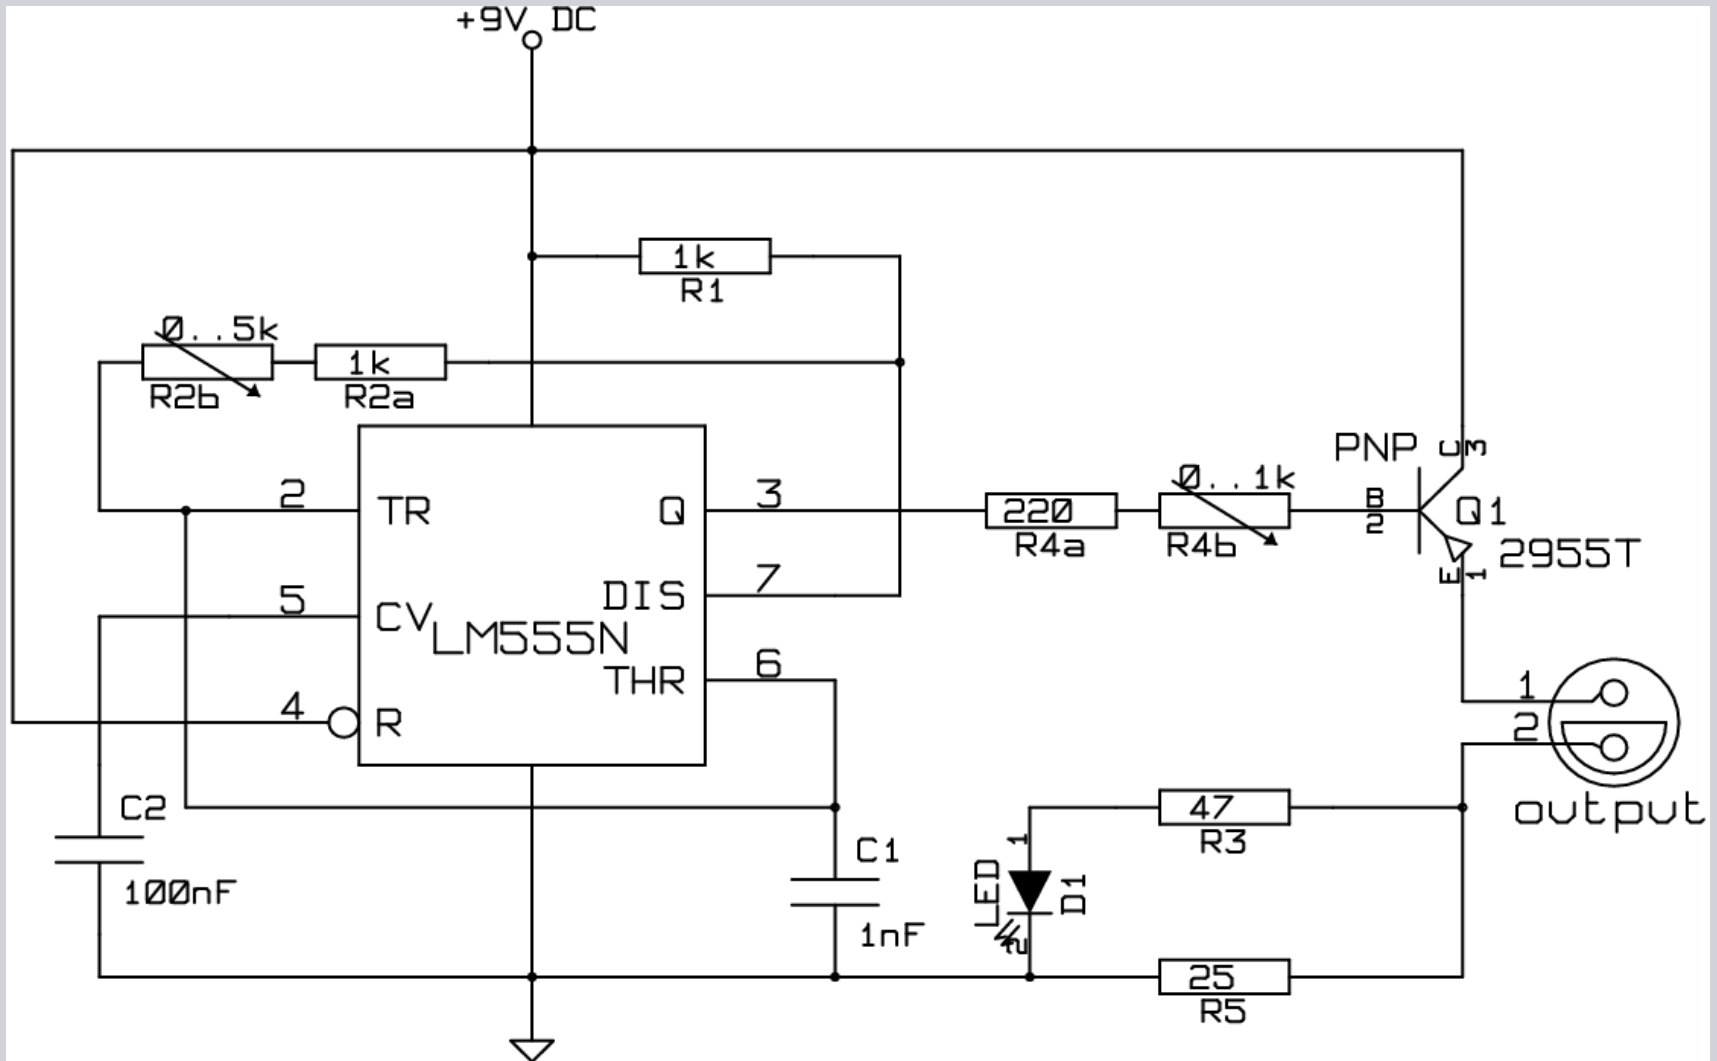 +9V DC
1k
R1
0..5k
1k
R2b
R2a
PNP
C
3
2
TR
Q
3
220
R4a
0..1k
R4b
B
2
Q1
2955T
E
1
5
CV
LM555N
DIS
7
THR
6
4
R
1
2
output
C2
100nF
C1
1nF
47
R3
1
LED
D1
2
25
R5